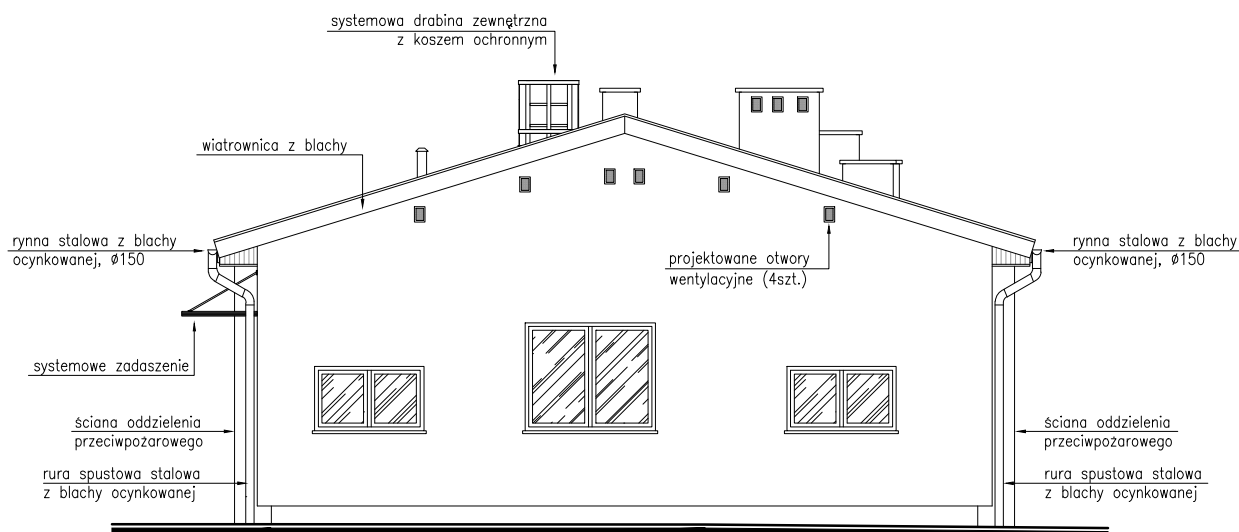 systemowa drabina zewnętrzna
z koszem ochronnym
wiatrownica z blachy
rynna stalowa z blachy
ocynkowanej, Ø150
rynna stalowa z blachy
ocynkowanej, Ø150
projektowane otwory
wentylacyjne (4szt.)
systemowe zadaszenie
ściana oddzielenia
przeciwpożarowego
ściana oddzielenia
przeciwpożarowego
rura spustowa stalowa
z blachy ocynkowanej
rura spustowa stalowa
z blachy ocynkowanej